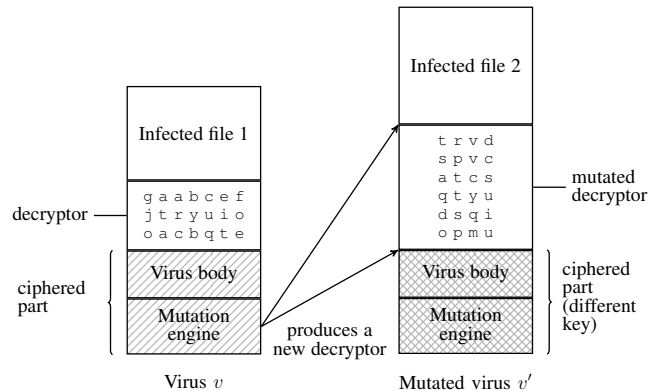 Infected file 1
g a a b c e f
j t r y u i o
o a c b q t e
decryptor
Virus body
Mutation
engine
ciphered
part
Virus v
produces a
new decryptor
Infected file 2
t r v d
s p v c
a t c s
q t y u
d s q i
o p m u
mutated
decryptor
Virus body
Mutation
engine
ciphered
part
(different
key)
Mutated virus v′